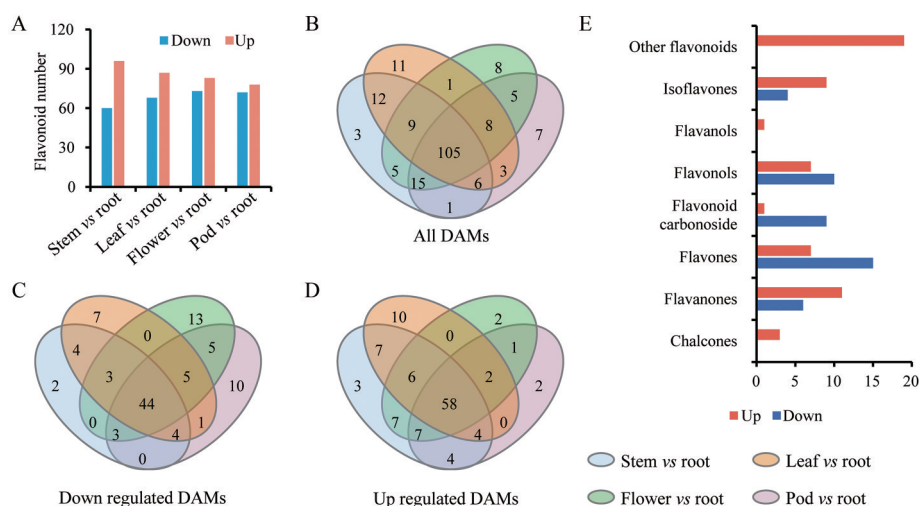 A
Down Up
Flavonoid number
120
90
60
30
0
Stem vs root
Leaf vs root
Flower vs root
Pod vs root
B
11
8
12
1
5
3
9
8
7
105
5
15
6
3
1
All DAMs
C
7
13
4
0
5
2
3
5
10
44
0
3
4
1
0
Down regulated DAMs
D
10
2
7
0
1
3
6
2
2
58
7
7
4
0
4
Up regulated DAMs
E
Other flavonoids
Isoflavones
Flavanols
Flavonols
Flavonoid
carbonoside
Flavones
Flavanones
Chalcones
0 5 10 15 20
Up Down
Stem vs root
Leaf vs root
Flower vs root
Pod vs root